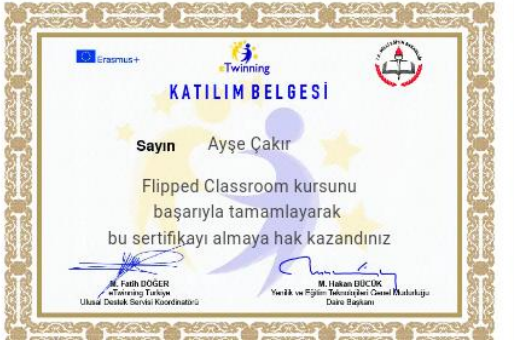 Erasmus+
eTwinning
KATILIM BELGESİ
Sayın Ayşe Çakır
Flipped Classroom kursunu
başarıyla tamamlayarak
bu sertifikayı almaya hak kazandınız
M. Fatih DÖĞER
eTwinning Türkiye
Ulusal Destek Servisi Koordinatörü
M. Hakan BÜCÜK
Yenilik ve Eğitim Teknolojileri Genel Müdürlüğü
Daire Başkanı